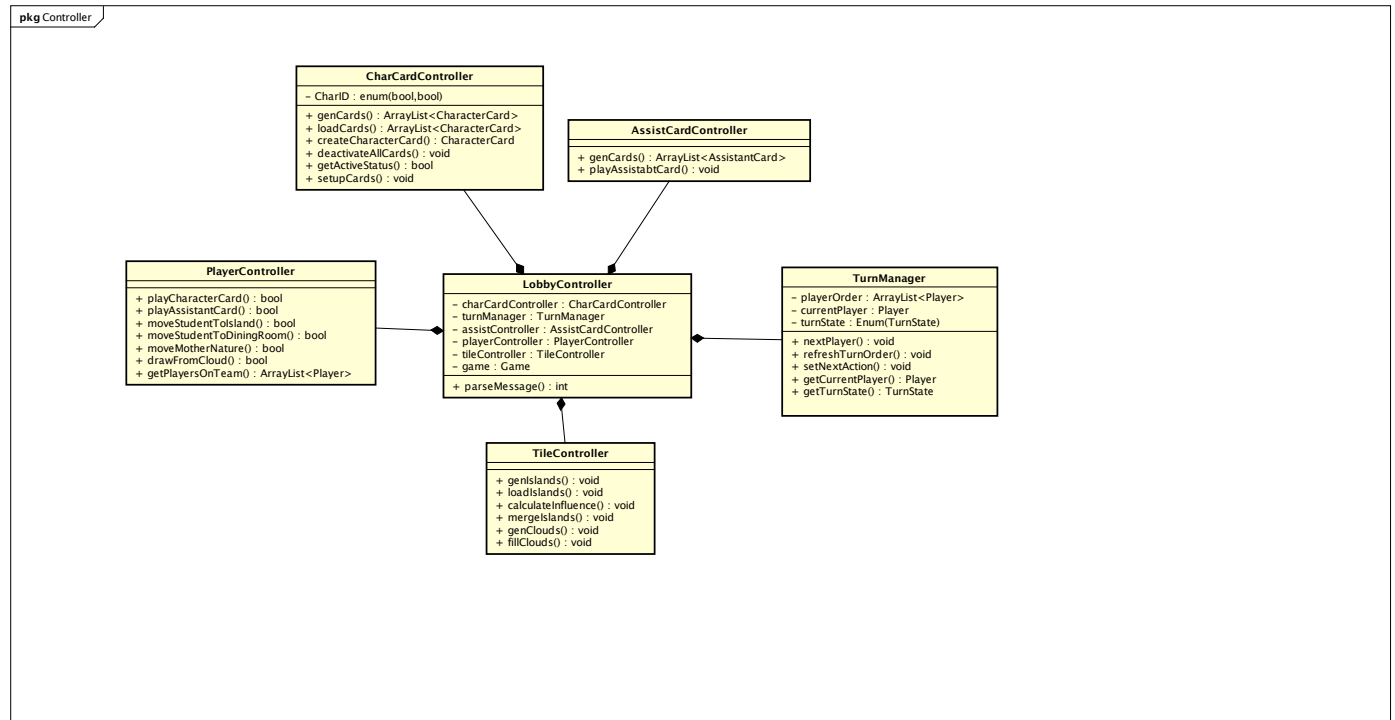 pkg Controller
CharCardController
– CharID : enum(bool,bool)
+ genCards() : ArrayList<CharacterCard>
+ loadCards() : ArrayList<CharacterCard>
+ createCharacterCard() : CharacterCard
+ deactivateAllCards() : void
+ getActiveStatus() : bool
+ setupCards() : void
AssistCardController
+ genCards() : ArrayList<AssistantCard>
+ playAssistabtCard() : void
PlayerController
+ playCharacterCard() : bool
+ playAssistantCard() : bool
+ moveStudentToIsland() : bool
+ moveStudentToDiningRoom() : bool
+ moveMotherNature() : bool
+ drawFromCloud() : bool
+ getPlayersOnTeam() : ArrayList<Player>
LobbyController
– charCardController : CharCardController
– turnManager : TurnManager
– assistController : AssistCardController
– playerController : PlayerController
– tileController : TileController
– game : Game
+ parseMessage() : int
TurnManager
– playerOrder : ArrayList<Player>
– currentPlayer : Player
– turnState : Enum(TurnState)
+ nextPlayer() : void
+ refreshTurnOrder() : void
+ setNextAction() : void
+ getCurrentPlayer() : Player
+ getTurnState() : TurnState
TileController
+ genIslands() : void
+ loadIslands() : void
+ calculateInfluence() : void
+ mergeIslands() : void
+ genClouds() : void
+ fillClouds() : void